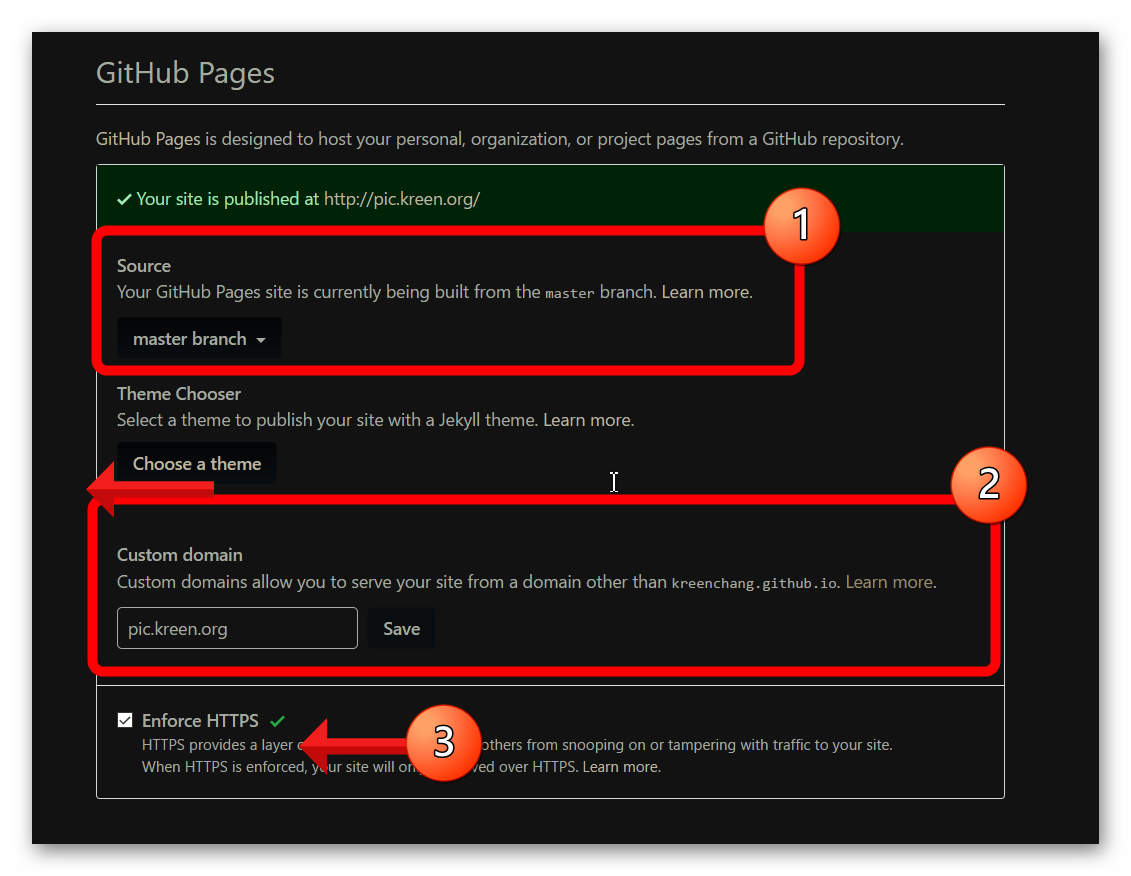 GitHub Pages
GitHub Pages is designed to host your personal, organization, or project pages from a GitHub repository.
Your site is published at http://pic.kreen.org/
1
Source
Your GitHub Pages site is currently being built from the master branch. Learn more.
master branch
Theme Chooser
Select a theme to publish your site with a Jekyll theme. Learn more.
Choose a theme
2
Custom domain
Custom domains allow you to serve your site from a domain other than kreenchang.github.io. Learn more.
pic.kreen.org
Save
Enforce HTTPS
3
HTTPS provides a layer others from snooping on or tampering with traffic to your site.
When HTTPS is enforced, your site will over HTTPS. Learn more.